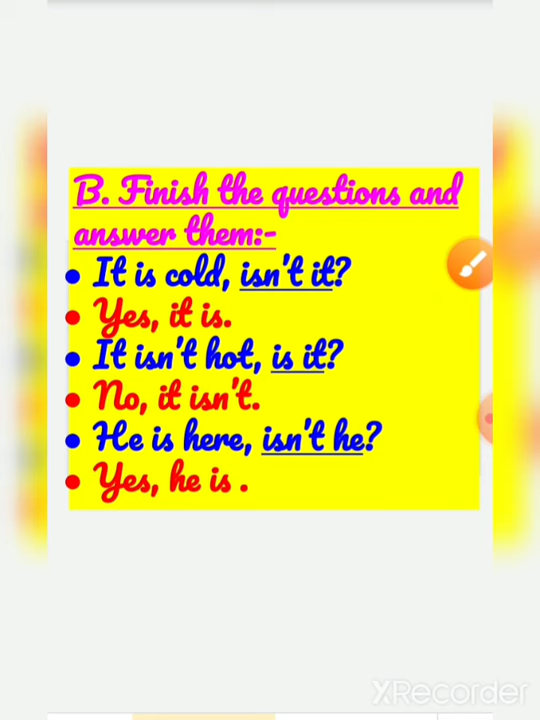 B. Finish the questions and
answer them:-
• It is cold, isn't it?
• Yes, it is.
• It isn't hot, is it?
• No, it isn't.
• He is here, isn't he?
• Yes, he is .
XRecorder